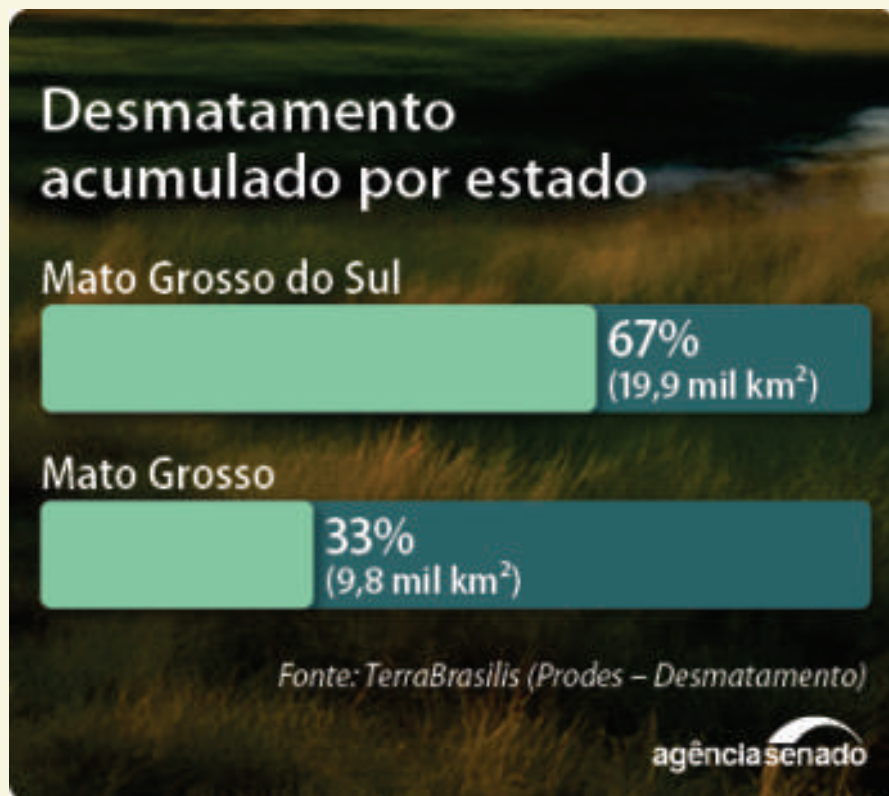 Desmatamento
acumulado por estado
Mato Grosso do Sul
67%
(19,9 mil km²)
Mato Grosso
33%
(9,8 mil km²)
Fonte: TerraBrasilis (Prodes – Desmatamento)
agênciasenado